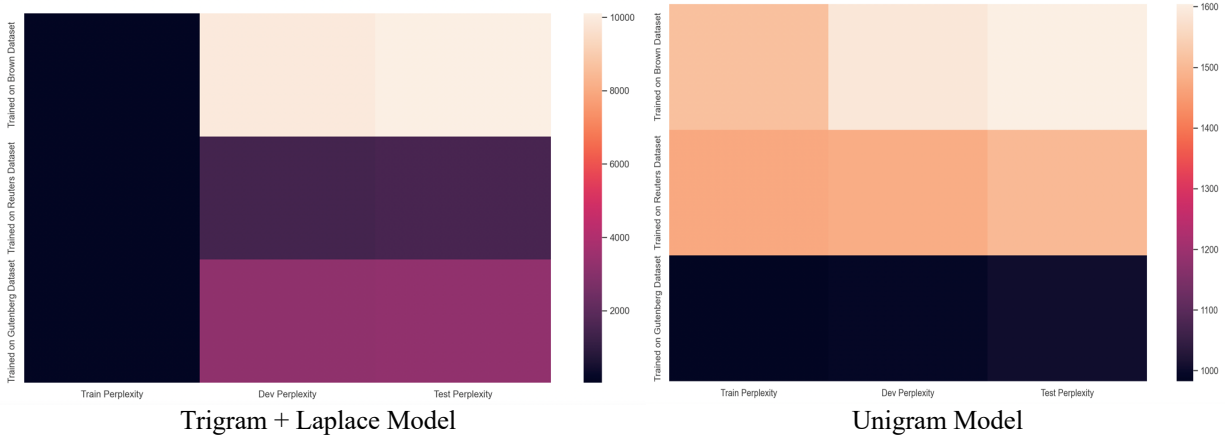 Trained on Brown Dataset
Trained on Reuters Dataset
Trained on Gutenberg Dataset
10000
8000
6000
4000
2000
Train Perplexity
Dev Perplexity
Test Perplexity
Trigram + Laplace Model
Trained on Brown Dataset
Trained on Reuters Dataset
Trained on Gutenberg Dataset
1600
1500
1400
1300
1200
1100
1000
Train Perplexity
Dev Perplexity
Test Perplexity
Unigram Model